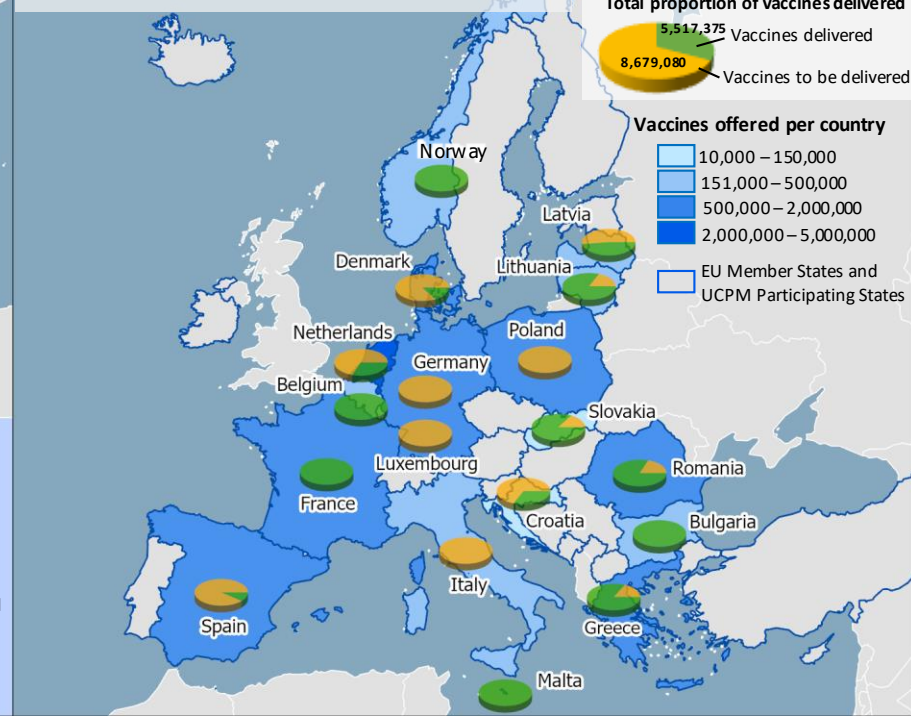 Total proportion of vaccines delivered
5,517,375
Vaccines delivered
8,679,080
Vaccines to be delivered
Vaccines offered per country
10,000 – 150,000
151,000 – 500,000
500,000 – 2,000,000
2,000,000 – 5,000,000
EU Member States and
UCPM Participating States
Norway
Latvia
Denmark
Lithuania
Netherlands
Poland
Germany
Belgium
Slovakia
Luxembourg
Romania
France
Croatia
Bulgaria
Italy
Spain
Greece
Malta